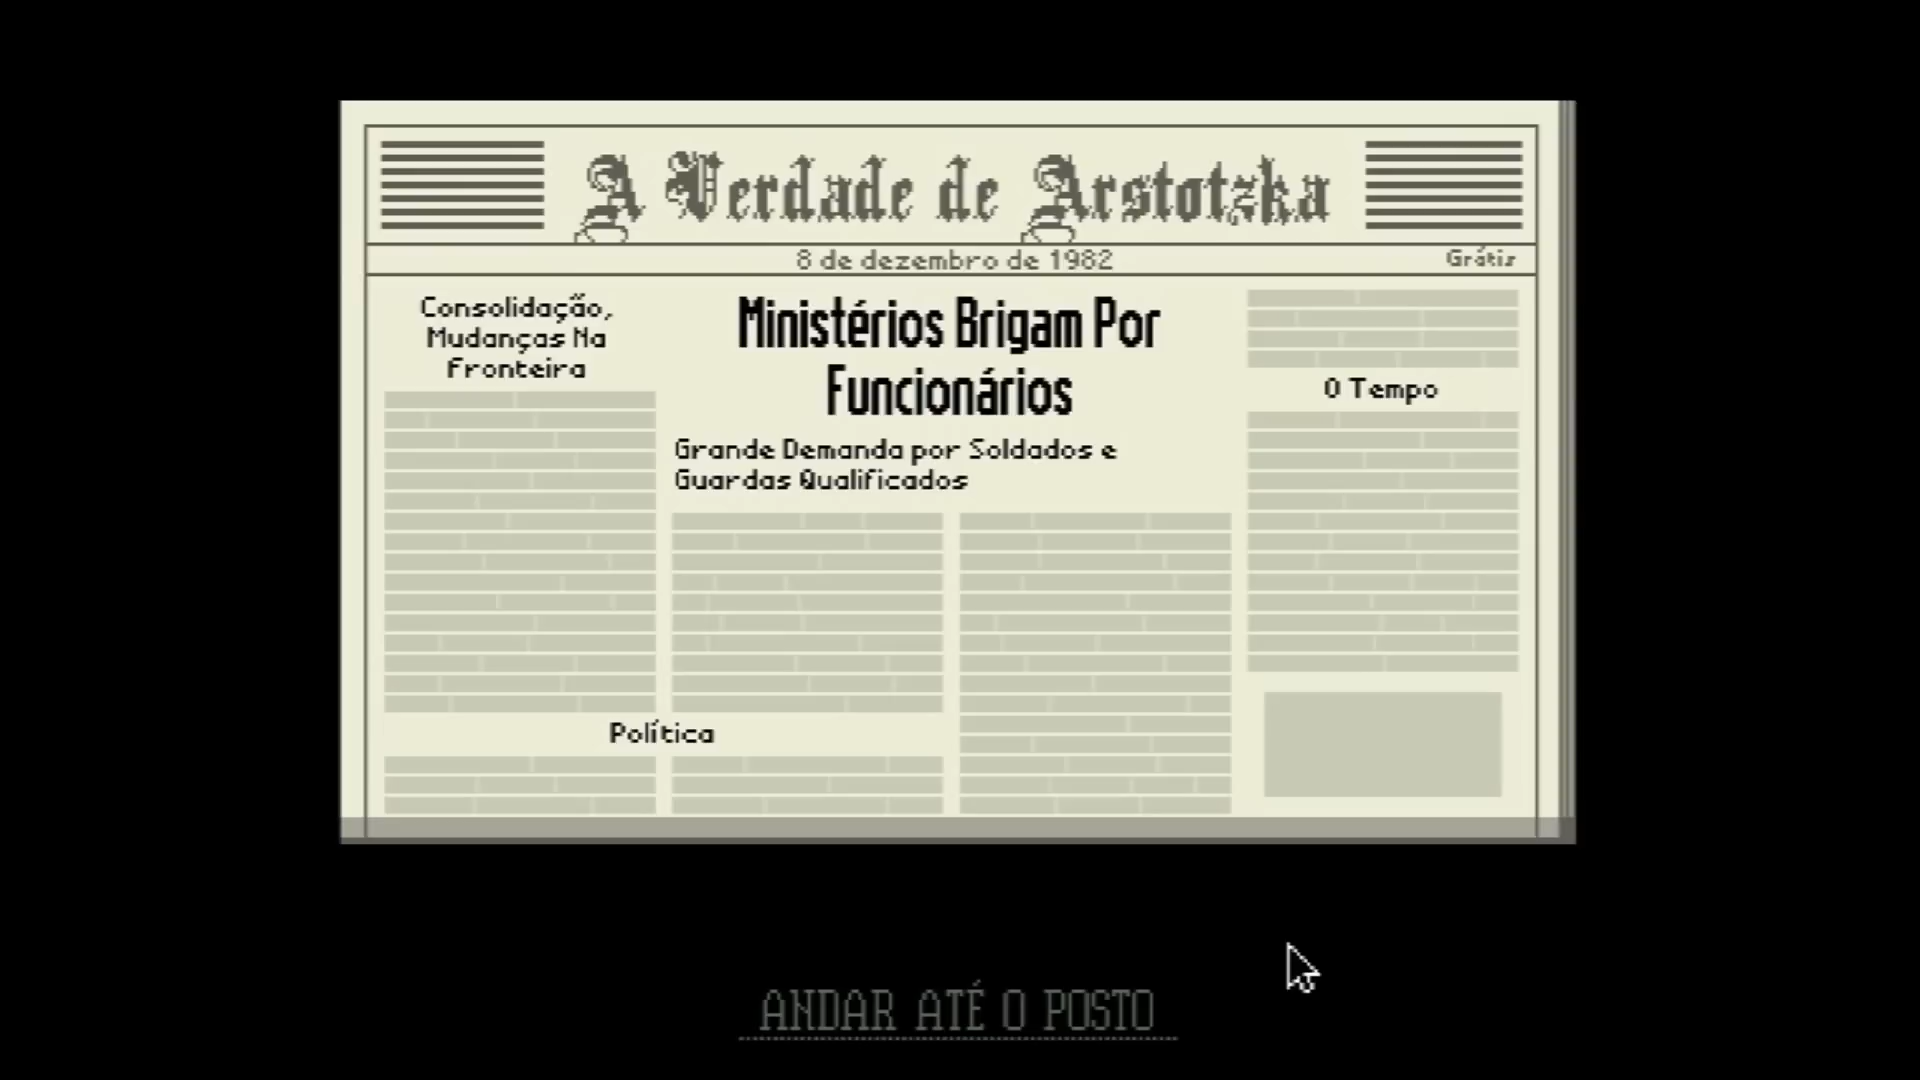 A Verdade de Arstotzka
8 de dezembro de 1982
Grátis
Consolidação,
Mudanças Na
Fronteira
Ministérios Brigam Por
Funcionários
Grande Demanda por Soldados e
Guardas Qualificados
O Tempo
Política
ANDAR ATÉ O POSTO